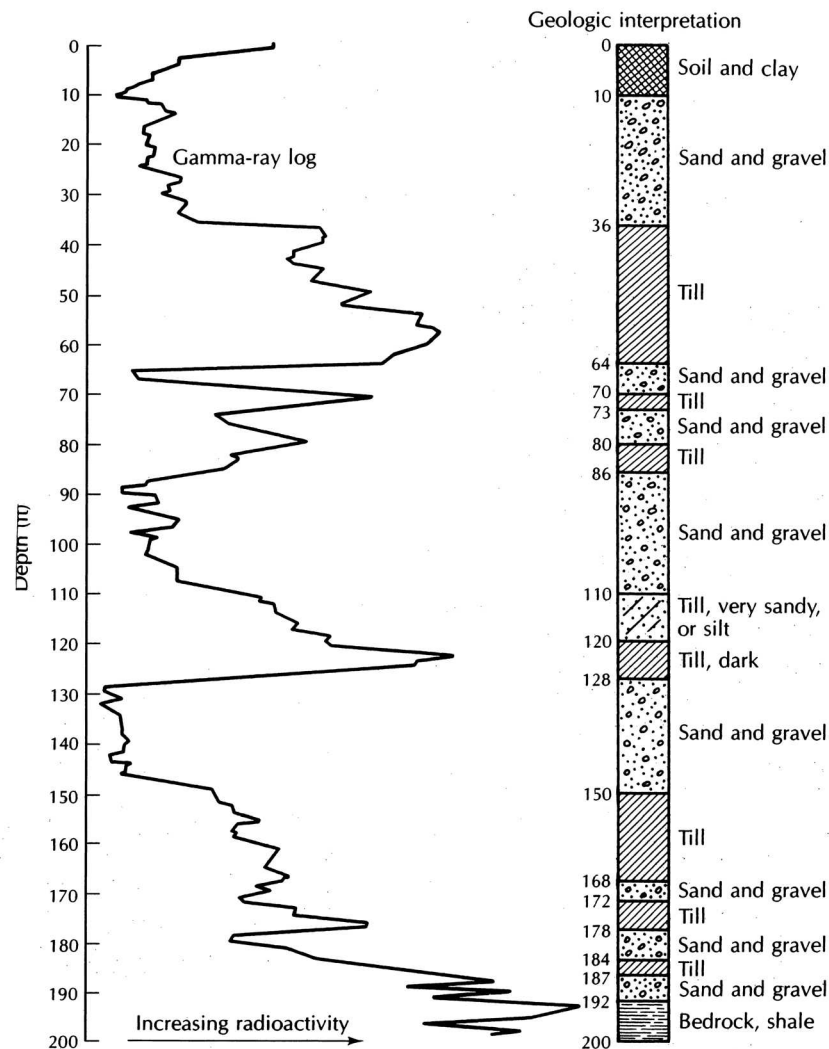 Geologic interpretation
0
10
20
30
40
50
60
70
80
90
100
110
120
130
140
150
160
170
180
190
200
Depth (ft)
Gamma-ray log
Increasing radioactivity
0
Soil and clay
10
Sand and gravel
36
Till
64
Sand and gravel
70
Till
73
Sand and gravel
80
Till
86
Sand and gravel
110
Till, very sandy,
or silt
120
Till, dark
128
Sand and gravel
150
Till
168
Sand and gravel
172
Till
178
Sand and gravel
184
Till
187
Sand and gravel
192
Bedrock, shale
200